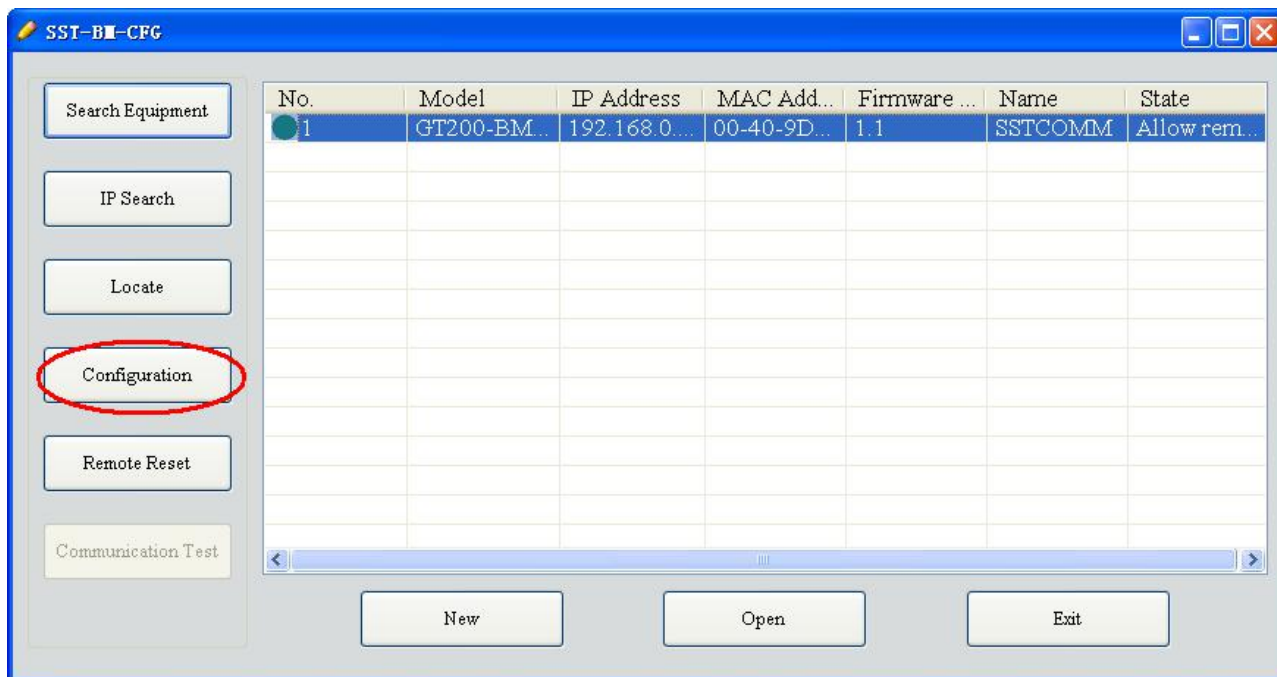 SST-BM-CFG
Search Equipment
IP Search
Locate
Configuration
Remote Reset
Communication Test
No. Model IP Address MAC Add... Firmware ... Name State
1 GT200-BM... 192.168.0.... 00-40-9D... 1.1 SSTCOMM Allow rem...
New Open Exit